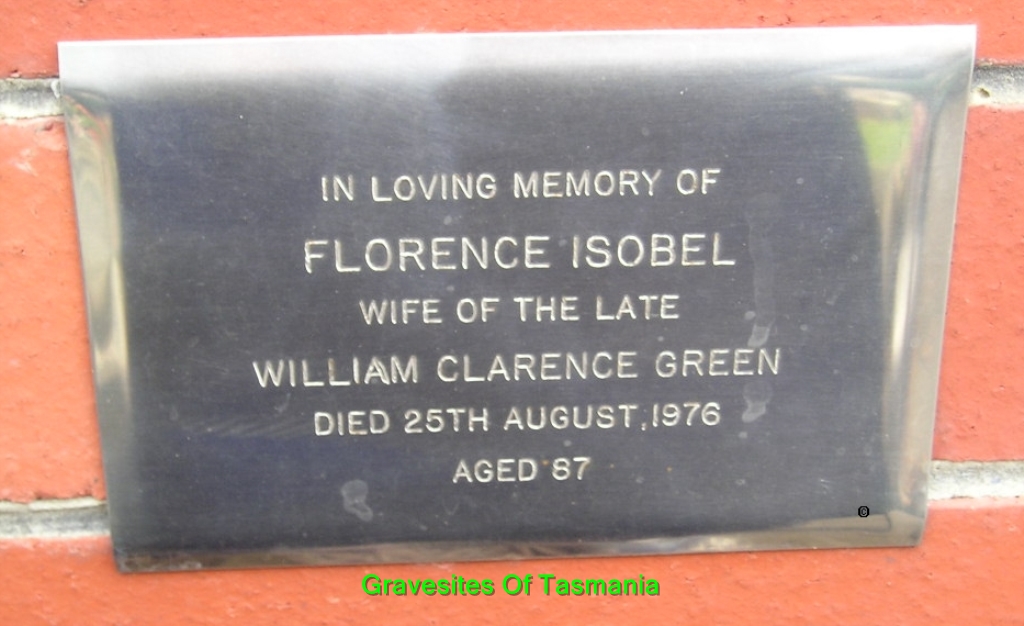 IN LOVING MEMORY OF
FLORENCE ISOBEL
WIFE OF THE LATE
WILLIAM CLARENCE GREEN
DIED 25TH AUGUST, 1976
AGED 87
©
Gravesites Of Tasmania